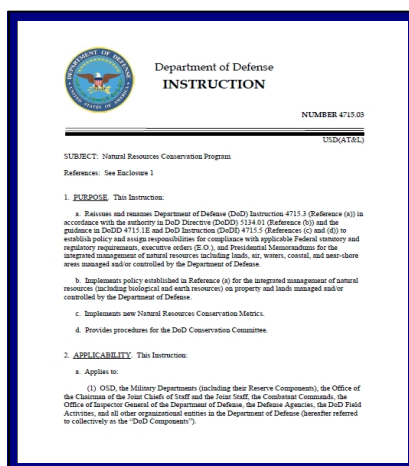 DEPARTMENT OF DEFENSE
UNITED STATES OF AMERICA
Department of Defense
INSTRUCTION
NUMBER 4715.03
USD(AT&L)
SUBJECT: Natural Resources Conservation Program
References: See Enclosure 1
1. PURPOSE. This Instruction:
a. Reissues and renames Department of Defense (DoD) Instruction 4715.3 (Reference (a)) in
accordance with the authority in DoD Directive (DoDD) 5134.01 (Reference (b)) and the
guidance in DoDD 4715.1E and DoD Instruction (DoDI) 4715.5 (References (c) and (d)) to
establish policy and assign responsibilities for compliance with applicable Federal statutory and
regulatory requirements, executive orders (E.O.), and Presidential Memorandums for the
integrated management of natural resources including lands, air, waters, coastal, and near-shore
areas managed and/or controlled by the Department of Defense.
b. Implements policy established in Reference (a) for the integrated management of natural
resources (including biological and earth resources) on property and lands managed and/or
controlled by the Department of Defense.
c. Implements new Natural Resources Conservation Metrics.
d. Provides procedures for the DoD Conservation Committee.
2. APPLICABILITY. This Instruction:
a. Applies to:
(1) OSD, the Military Departments (including their Reserve Components), the Office of
the Chairman of the Joint Chiefs of Staff and the Joint Staff, the Combatant Commands, the
Office of Inspector General of the Department of Defense, the Defense Agencies, the DoD Field
Activities, and all other organizational entities in the Department of Defense (hereafter referred
to collectively as the “DoD Components”).